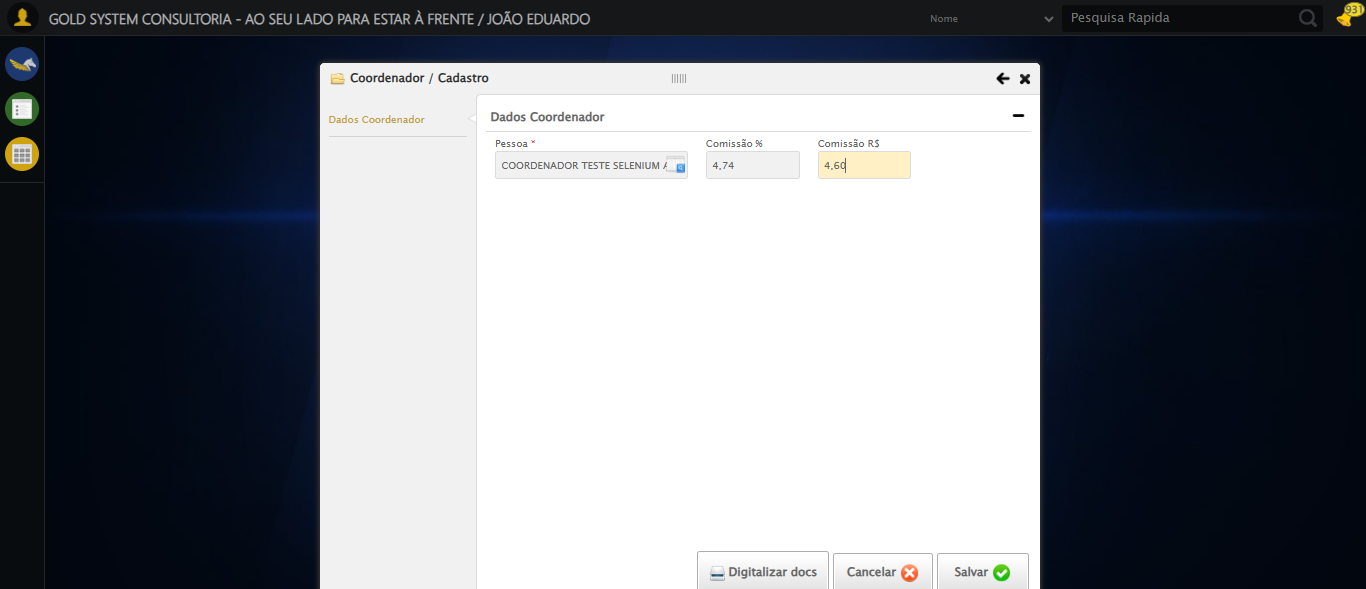 GOLD SYSTEM CONSULTORIA - AO SEU LADO PARA ESTAR À FRENTE / JOÃO EDUARDO
Nome
Pesquisa Rapida
931
Coordenador / Cadastro
Dados Coordenador
Dados Coordenador
Pessoa *
Comissão %
Comissão R$
COORDENADOR TESTE SELENIUM A
4,74
4,60
Digitalizar docs
Cancelar
Salvar